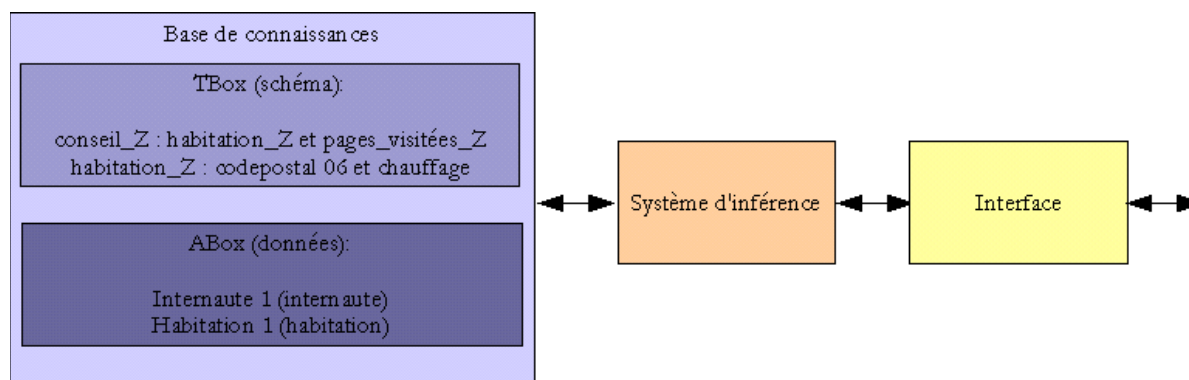 Base de connaissances
TBox (schéma):
conseil_Z : habitation_Z et pages_visitées_Z
habitation_Z : codepostal 06 et chauffage
ABox (données):
Internaute 1 (internaute)
Habitation 1 (habitation)
Système d'inférence
Interface